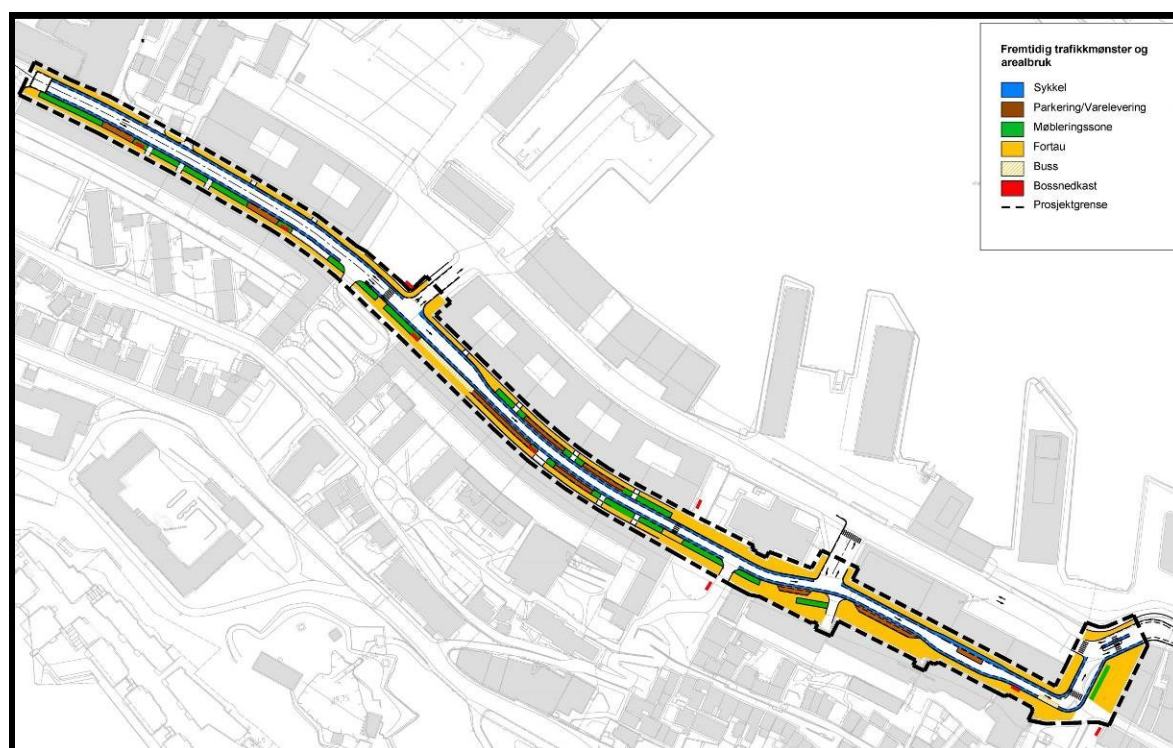 Fremtidig trafikkmønster og
arealbruk
Sykkel
Parkering/Varelevering
Møbleringssone
Fortau
Buss
Bossnedkast
Prosjektgrense